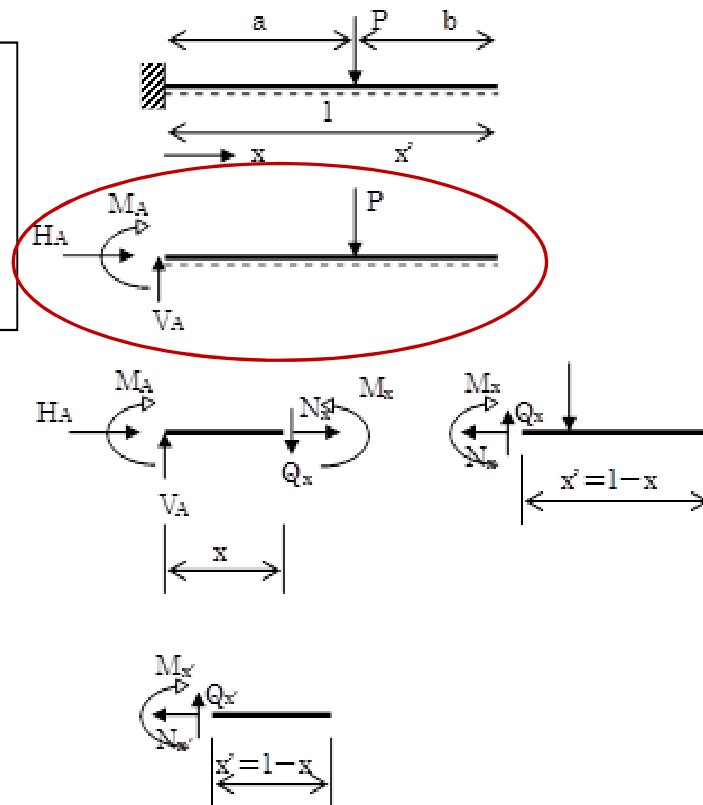 a P b
l
x x'
MA
HA P
VA
MA Nx Mx Mx
HA Qx
Qx Nx
VA x'=l−x
x
Mx'
Qx'
Nx'
x'=l−x